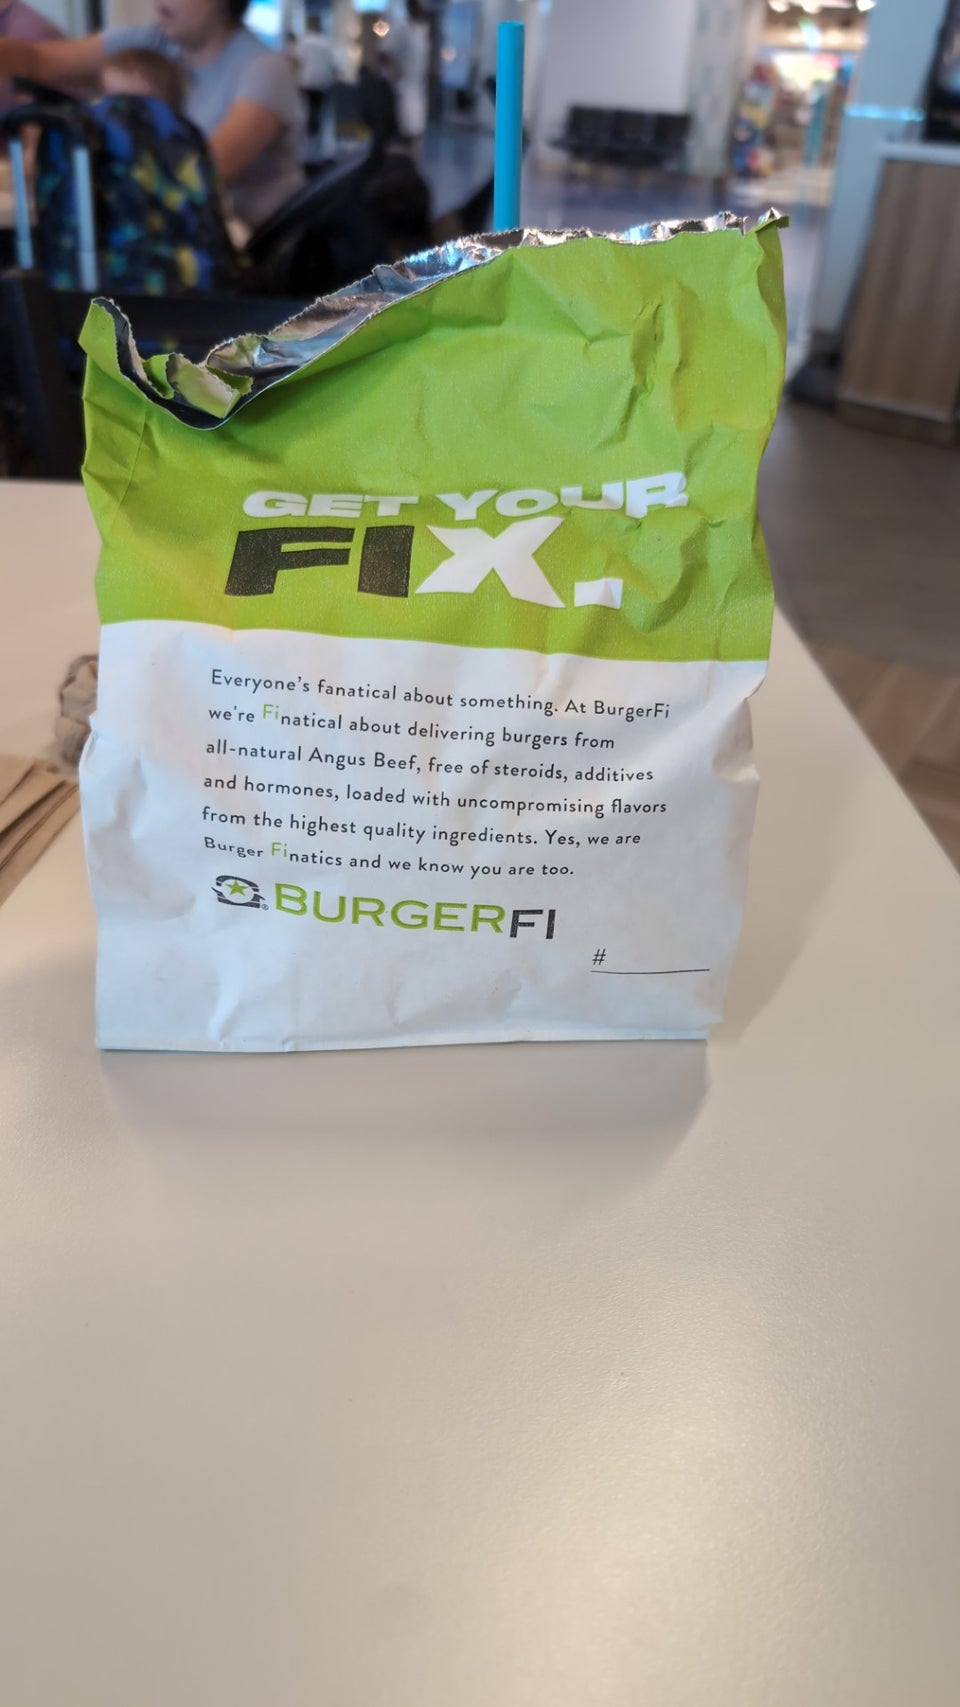 GET YOUR
FIX.
Everyone's fanatical about something. At BurgerFi
we're Finatical about delivering burgers from
all-natural Angus Beef, free of steroids, additives
and hormones, loaded with uncompromising flavors
from the highest quality ingredients. Yes, we are
Burger Finatics and we know you are too.
® BURGERFI
#